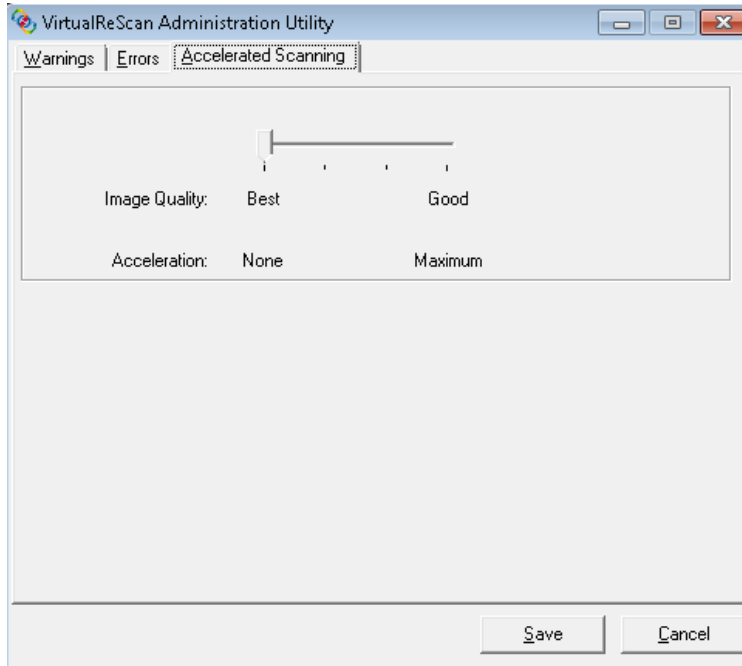 VirtualReScan Administration Utility
Warnings Errors Accelerated Scanning
Image Quality: Best Good
Acceleration: None Maximum
Save Cancel